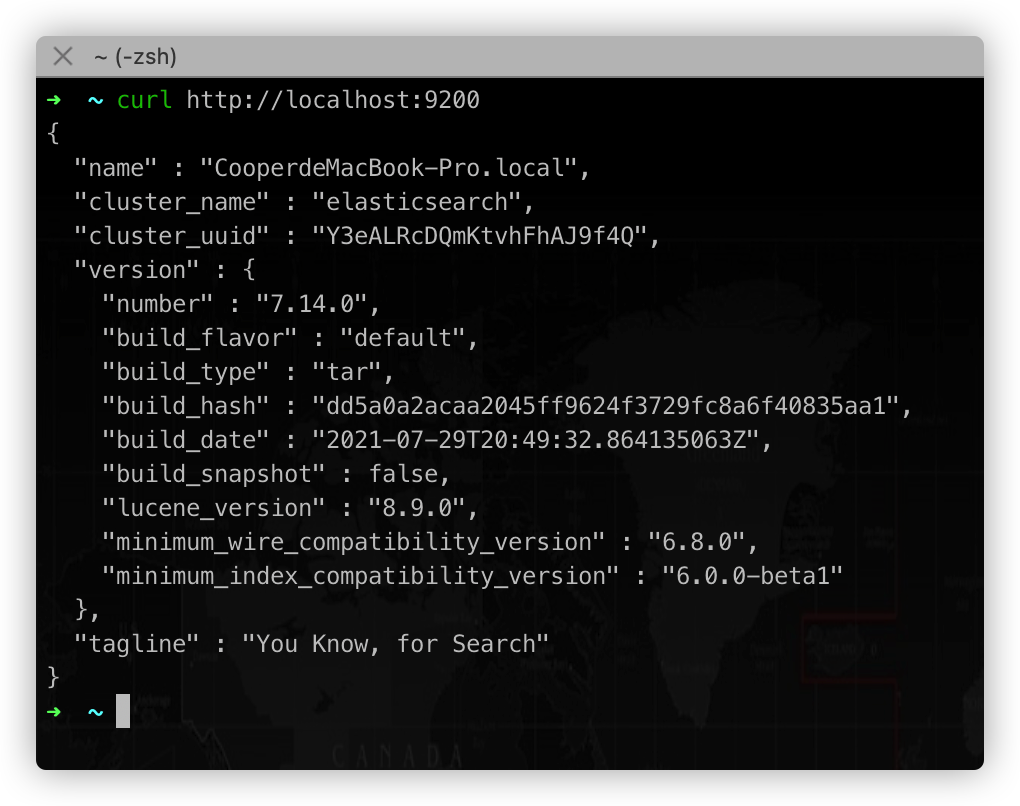 ~ (-zsh)
➜ ~ curl http://localhost:9200
{
  "name" : "CooperdeMacBook-Pro.local",
  "cluster_name" : "elasticsearch",
  "cluster_uuid" : "Y3eALRcDQmKtvhFhAJ9f4Q",
  "version" : {
    "number" : "7.14.0",
    "build_flavor" : "default",
    "build_type" : "tar",
    "build_hash" : "dd5a0a2acaa2045ff9624f3729fc8a6f40835aa1",
    "build_date" : "2021-07-29T20:49:32.864135063Z",
    "build_snapshot" : false,
    "lucene_version" : "8.9.0",
    "minimum_wire_compatibility_version" : "6.8.0",
    "minimum_index_compatibility_version" : "6.0.0-beta1"
  },
  "tagline" : "You Know, for Search"
}
➜ ~
CANADA